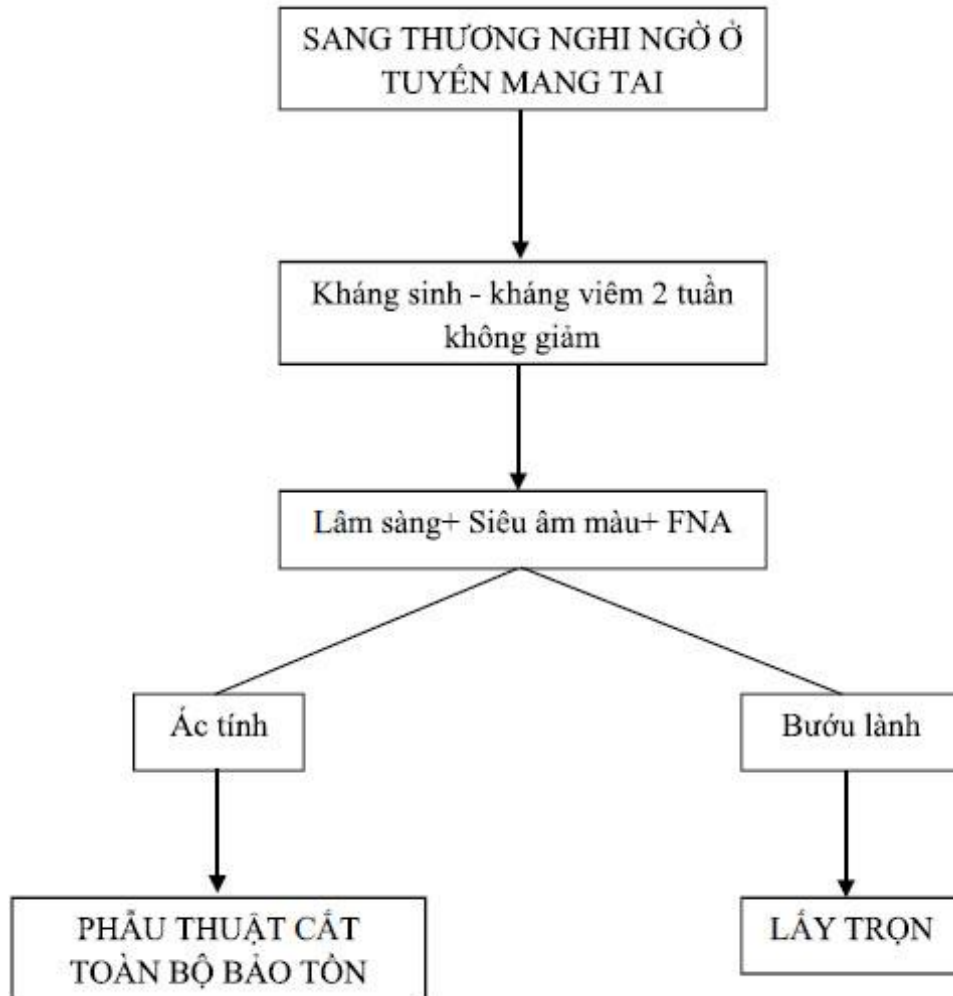 SANG THƯƠNG NGHI NGỜ Ở
TUYẾN MANG TAI
Kháng sinh - kháng viêm 2 tuần
không giảm
Lâm sàng+ Siêu âm màu+ FNA
Ác tính
Bướu lành
PHẪU THUẬT CẮT
TOÀN BỘ BẢO TỒN
LẤY TRỌN